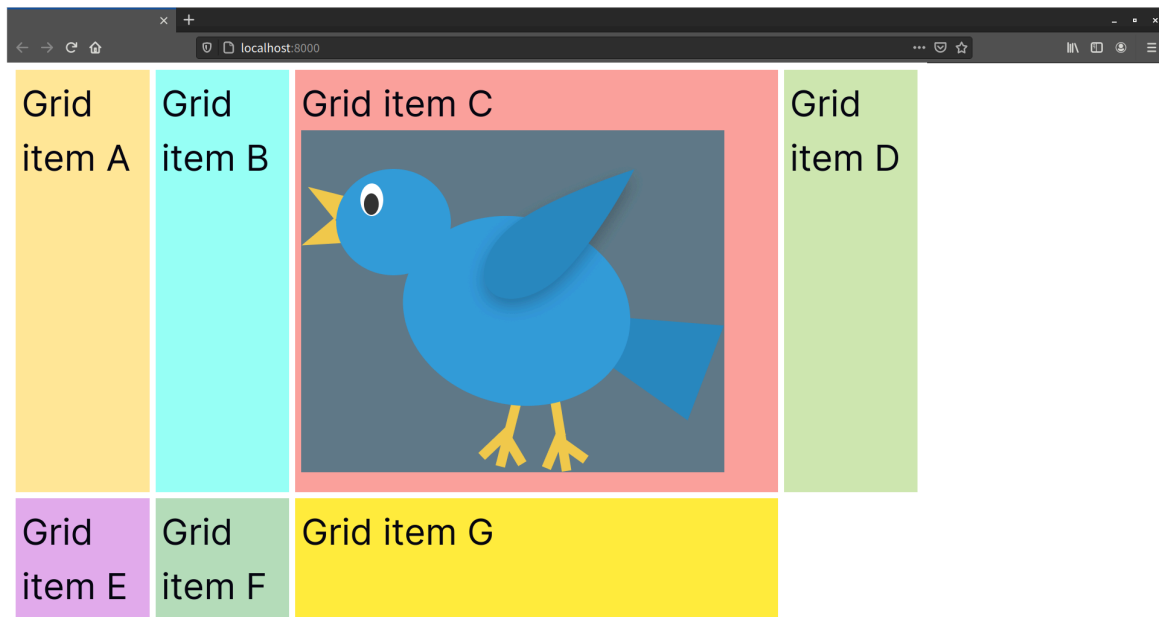 localhost:8000
Grid
item A
Grid
item B
Grid item C
Grid
item D
Grid
item E
Grid
item F
Grid item G